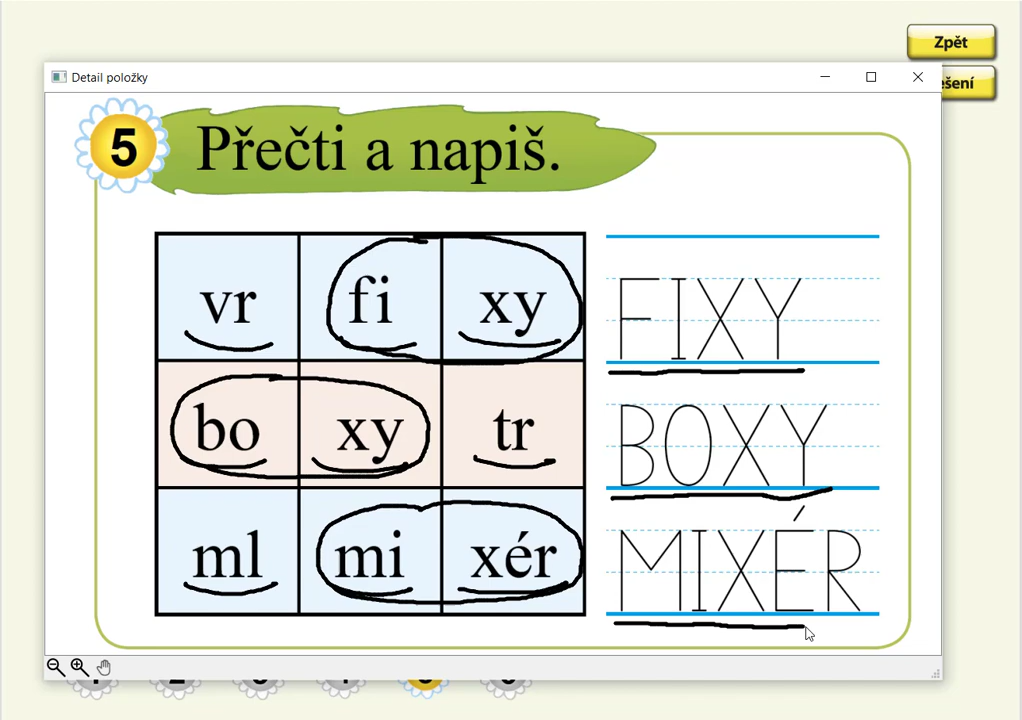 Zpět
ešení
Detail položky
5 Přečti a napiš.
vr fi xy
FIXY
bo xy tr
BOXY
ml mi xér
MIXÉR